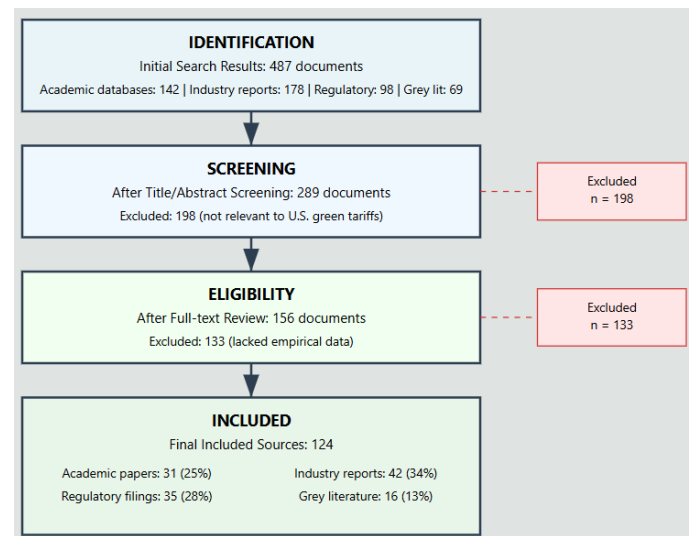 IDENTIFICATION
Initial Search Results: 487 documents
Academic databases: 142 | Industry reports: 178 | Regulatory: 98 | Grey lit: 69
SCREENING
After Title/Abstract Screening: 289 documents
Excluded: 198 (not relevant to U.S. green tariffs)
Excluded
n = 198
ELIGIBILITY
After Full-text Review: 156 documents
Excluded: 133 (lacked empirical data)
Excluded
n = 133
INCLUDED
Final Included Sources: 124
Academic papers: 31 (25%)
Industry reports: 42 (34%)
Regulatory filings: 35 (28%)
Grey literature: 16 (13%)